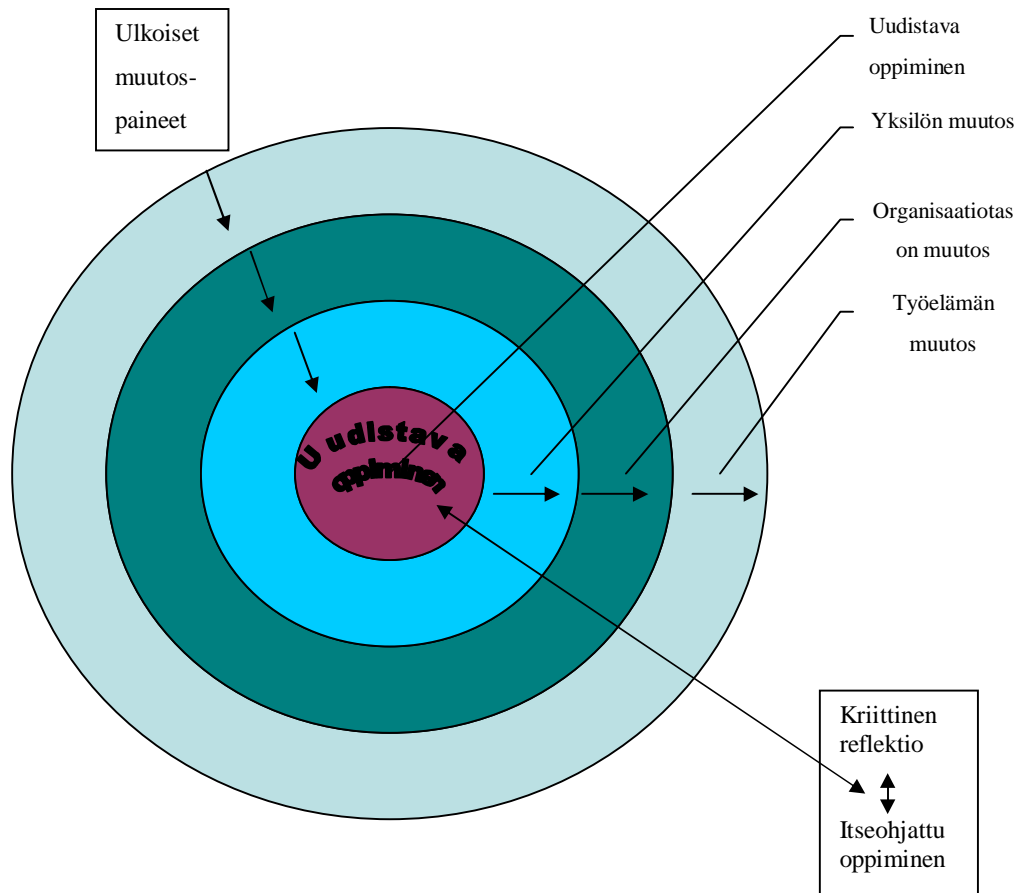 Ulkoiset
muutos-
paineet
Uudistava
oppiminen
Yksilön muutos
Organisaatiotas
on muutos
Työelämän
muutos
Uudistava
oppiminen
Kriittinen
reflektio
Itseohjattu
oppiminen